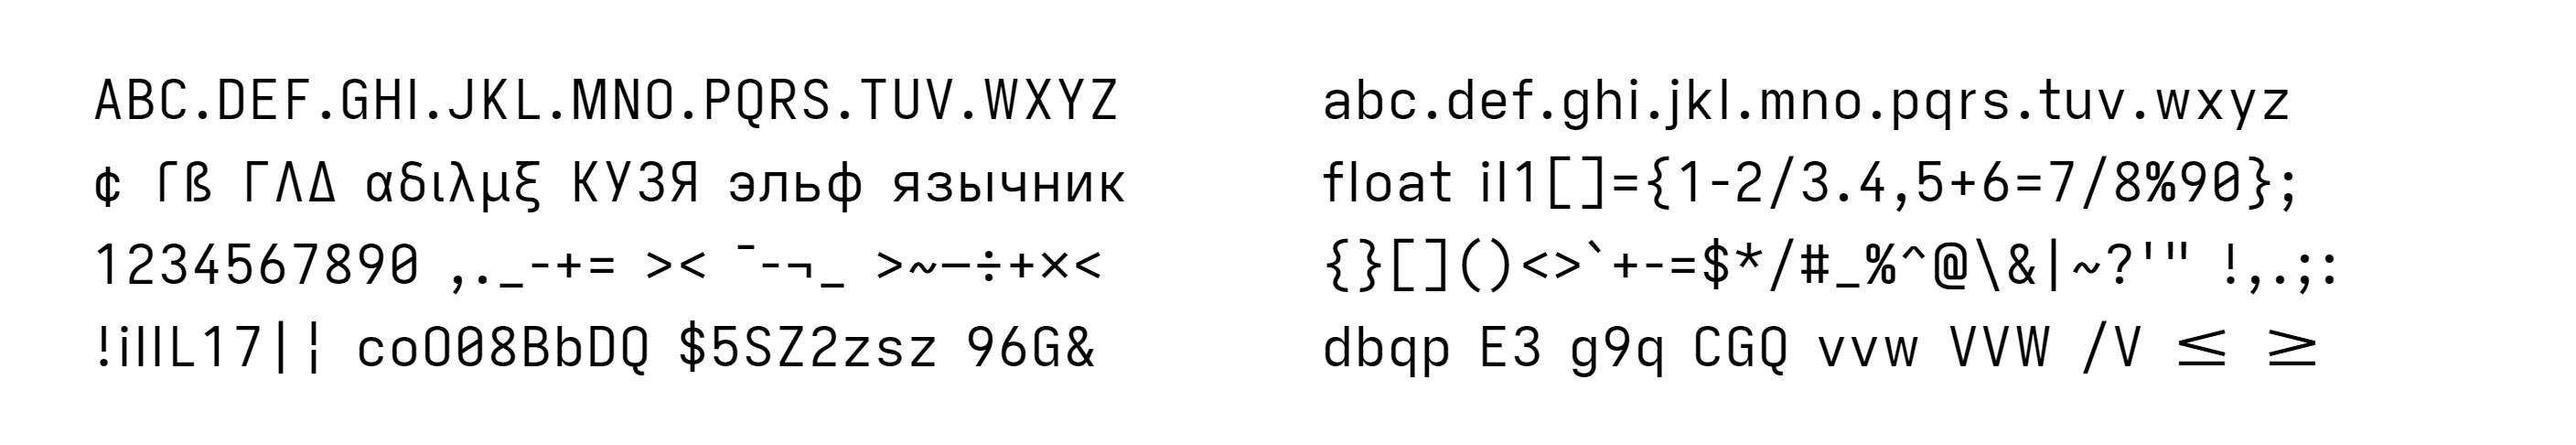 ABC.DEF.GHI.JKL.MNO.PQRS.TUV.WXYZ
¢ ſß ΓΛΔ αδιλμξ КУЗЯ эльф язычник
1234567890 ,._-+= >< ¯-¬_ >~–÷+×<
!iIlL17|¦ coO08BbDQ $5SZ2zsz 96G&
abc.def.ghi.jkl.mno.pqrs.tuv.wxyz
float il1[]={1-2/3.4,5+6=7/8%90};
{}[]()<>`+-=$*/#_%^@\&|~?'" !,.;:
dbqp E3 g9q CGQ vvw VVW /V ≤ ≥